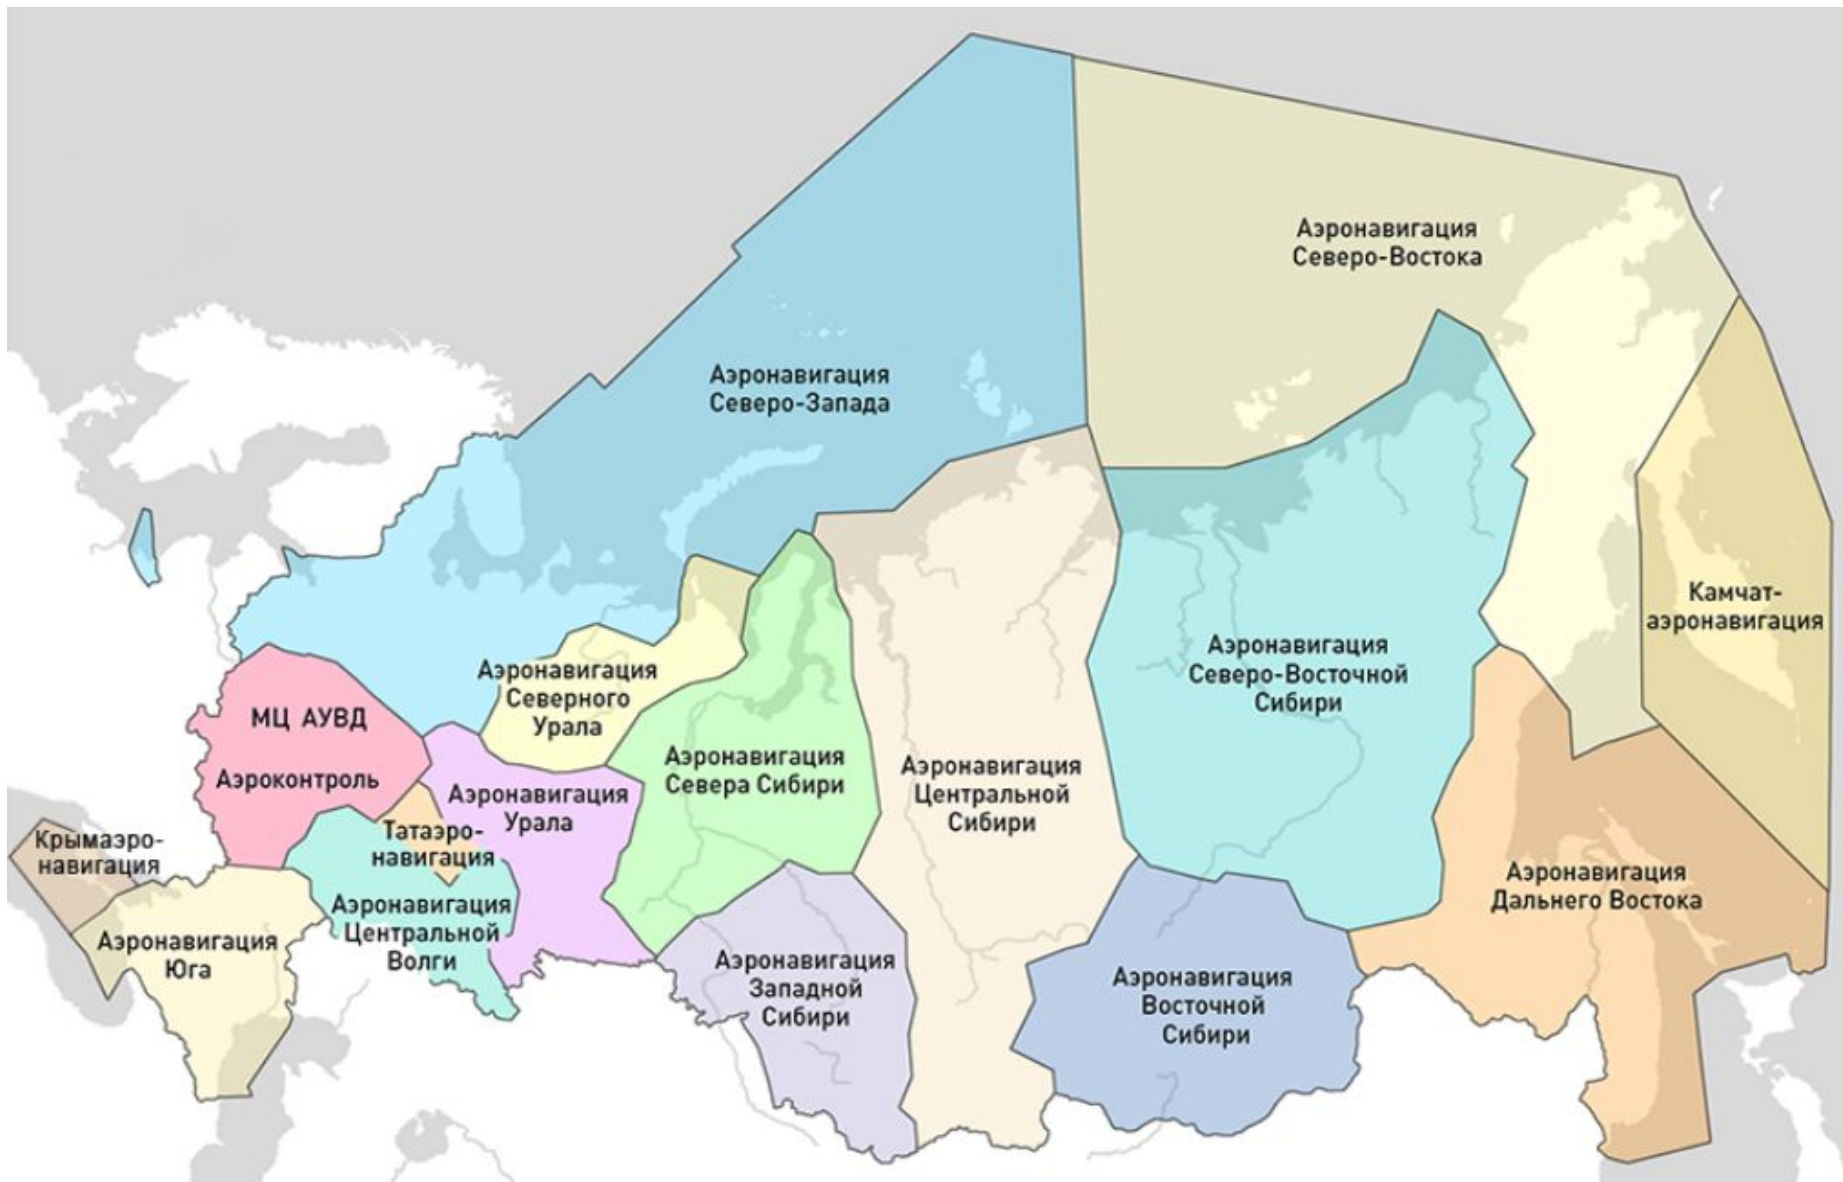 Аэронавигация
Северо-Востока
Аэронавигация
Северо-Запада
Камчат-
аэронавигация
Аэронавигация
Северо-Восточной
Сибири
Аэронавигация
Северного
Урала
МЦ АУВД
Аэроконтроль
Аэронавигация
Севера Сибири
Аэронавигация
Центральной
Сибири
Аэронавигация
Урала
Татаэро-
навигация
Крымаэро-
навигация
Аэронавигация
Дальнего Востока
Аэронавигация
Центральной
Волги
Аэронавигация
Юга
Аэронавигация
Западной
Сибири
Аэронавигация
Восточной
Сибири